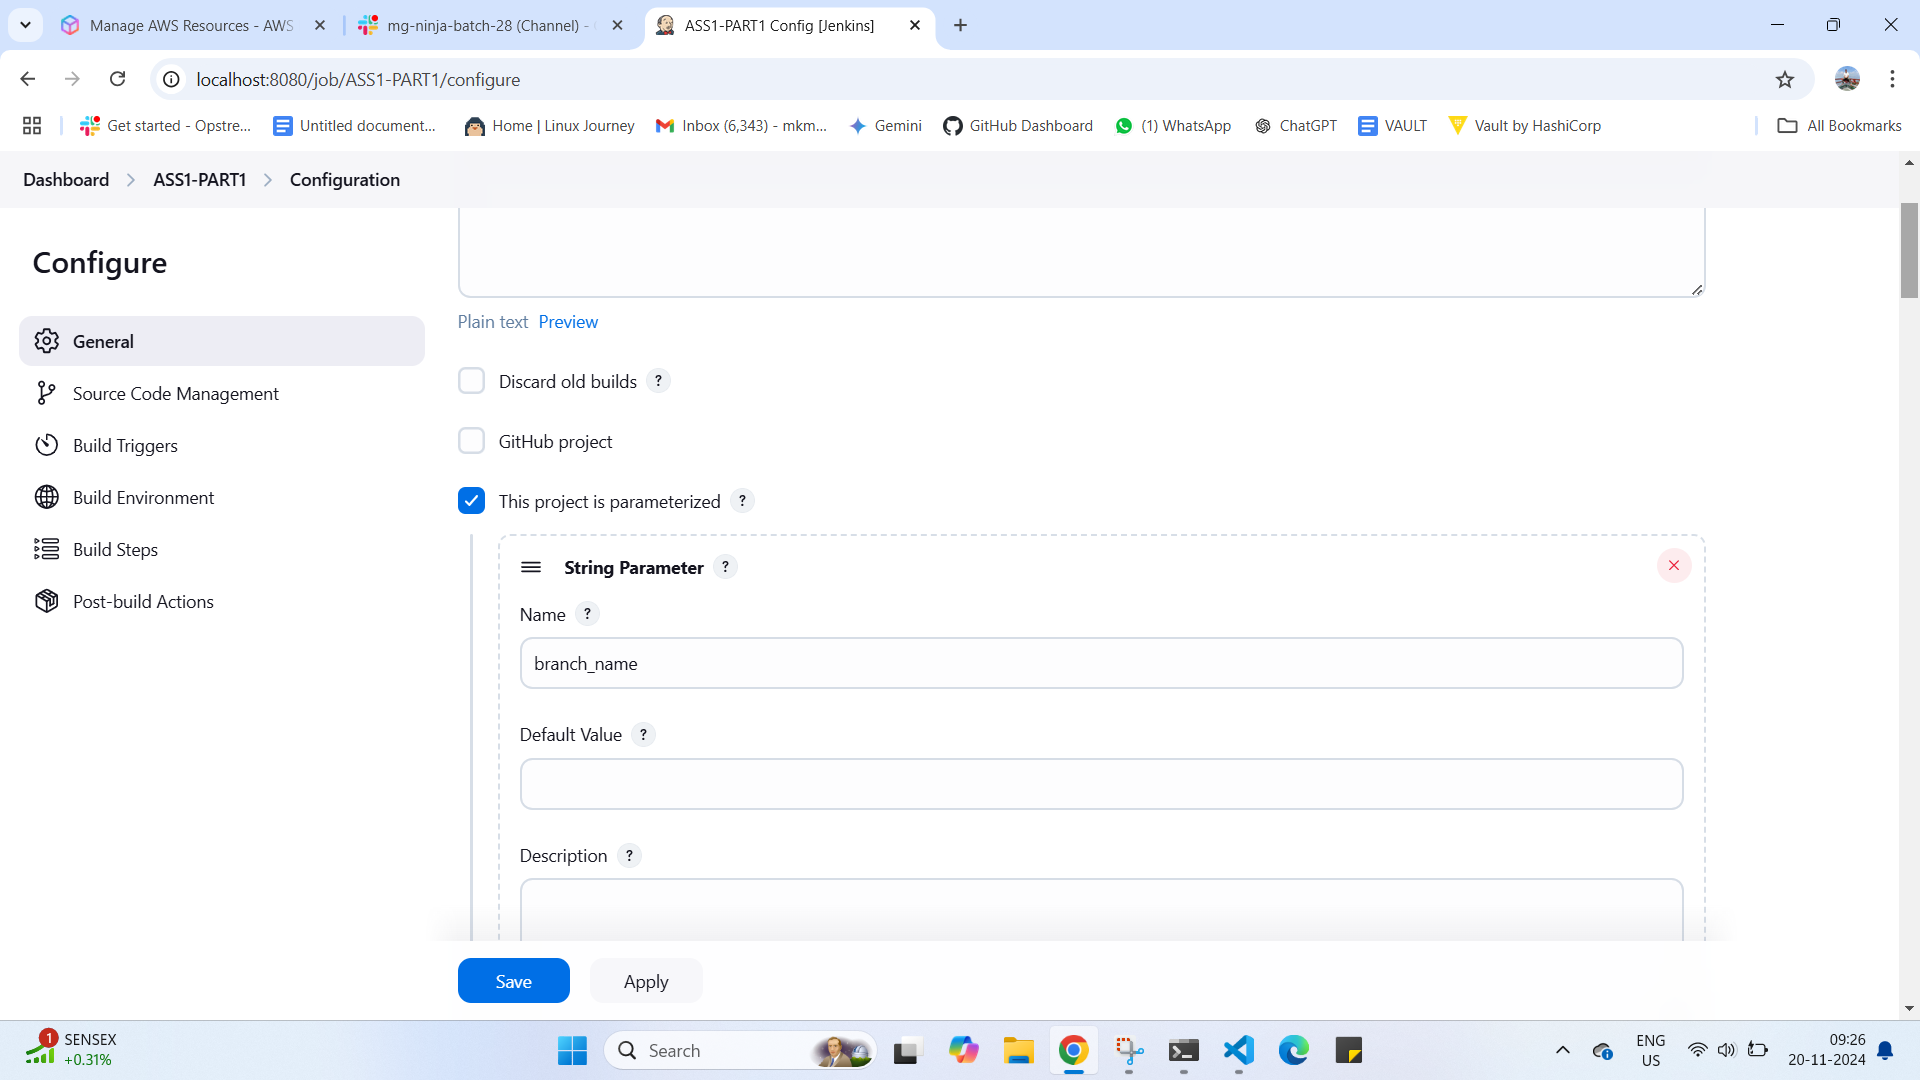 Manage AWS Resources - AWS
mg-ninja-batch-28 (Channel) -
ASS1-PART1 Config [Jenkins]
localhost:8080/job/ASS1-PART1/configure
Get started - Opstre...
Untitled document...
Home | Linux Journey
Inbox (6,343) - mkm...
Gemini
GitHub Dashboard
(1) WhatsApp
ChatGPT
VAULT
Vault by HashiCorp
All Bookmarks
Dashboard
ASS1-PART1
Configuration
Configure
General
Source Code Management
Build Triggers
Build Environment
Build Steps
Post-build Actions
Plain text Preview
Discard old builds ?
GitHub project
This project is parameterized ?
String Parameter ?
Name ?
branch_name
Default Value ?
Description ?
Save
Apply
1
SENSEX
+0.31%
Search
ENG
US
09:26
20-11-2024